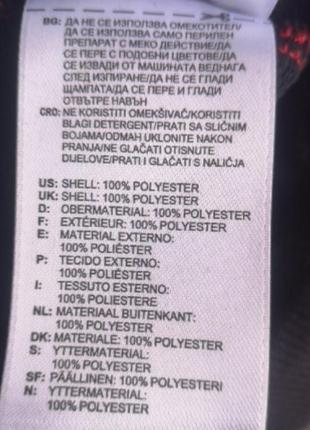 BG: ДА НЕ СЕ ИЗПОЛЗВА ОМЕКОТИТЕЛ/
ДА СЕ ИЗПОЛЗВА САМО ПЕРИЛЕН
ПРЕПАРАТ С МЕКО ДЕЙСТВИЕ/ДА
СЕ ПЕРЕ С ПОДОБНИ ЦВЕТОВЕ/ДА
СЕ ИЗВАДИ ОТ МАШИНАТА ВЕДНАГА
СЛЕД ИЗПИРАНЕ/ДА НЕ СЕ ГЛАДИ
ЩАМПАТА/ДА СЕ ПЕРЕ И ГЛАДИ
ОТВЪТРЕ НАВЪН
CRO: NE KORISTITI OMEKŠIVAČ/KORISTITI
BLAGI DETERGENT/PRATI SA SLIČNIM
BOJAMA/ODMAH UKLONITE NAKON
PRANJA/NE GLAČATI OTISNUTE
DIJELOVE/PRATI I GLAČATI S NALIČJA
US: SHELL: 100% POLYESTER
UK: SHELL: 100% POLYESTER
D: OBERMATERIAL: 100% POLYESTER
F: EXTÉRIEUR: 100% POLYESTER
E: MATERIAL EXTERNO:
100% POLIÉSTER
P: TECIDO EXTERNO:
100% POLIÉSTER
I: TESSUTO ESTERNO:
100% POLIESTERE
NL: MATERIAAL BUITENKANT:
100% POLYESTER
DK: MATERIALE: 100% POLYESTER
S: YTTERMATERIAL:
100% POLYESTER
SF: PÄÄLLINEN: 100% POLYESTERI
N: YTTERMATERIAL:
100% POLYESTER